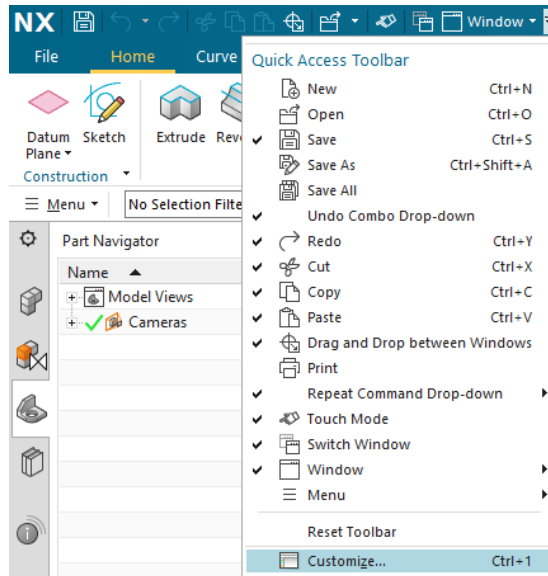 NX
Window
File
Home
Curve
Datum Plane
Sketch
Extrude
Construction
Menu
Part Navigator
Name
Model Views
Cameras
Quick Access Toolbar
New Ctrl+N
Open Ctrl+O
Save Ctrl+S
Save As Ctrl+Shift+A
Save All
Undo Combo Drop-down
Redo Ctrl+Y
Cut Ctrl+X
Copy Ctrl+C
Paste Ctrl+V
Drag and Drop between Windows
Print
Repeat Command Drop-down
Touch Mode
Switch Window
Window
Menu
Reset Toolbar
Customize... Ctrl+1
No Selection Filte